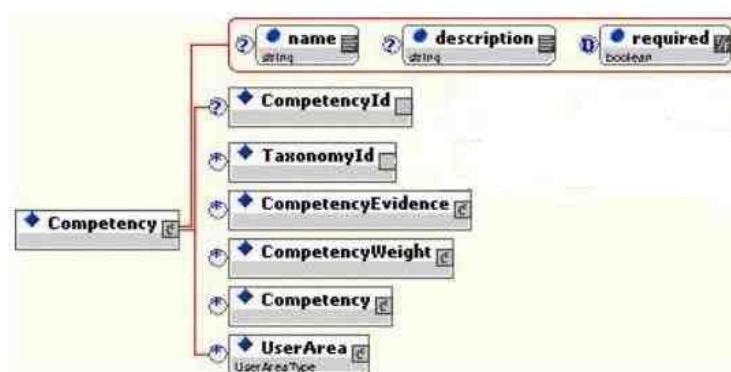 name description required
string string boolean
CompetencyId
TaxonomyId
CompetencyEvidence
Competency
CompetencyWeight
Competency
UserArea
UserAreaType